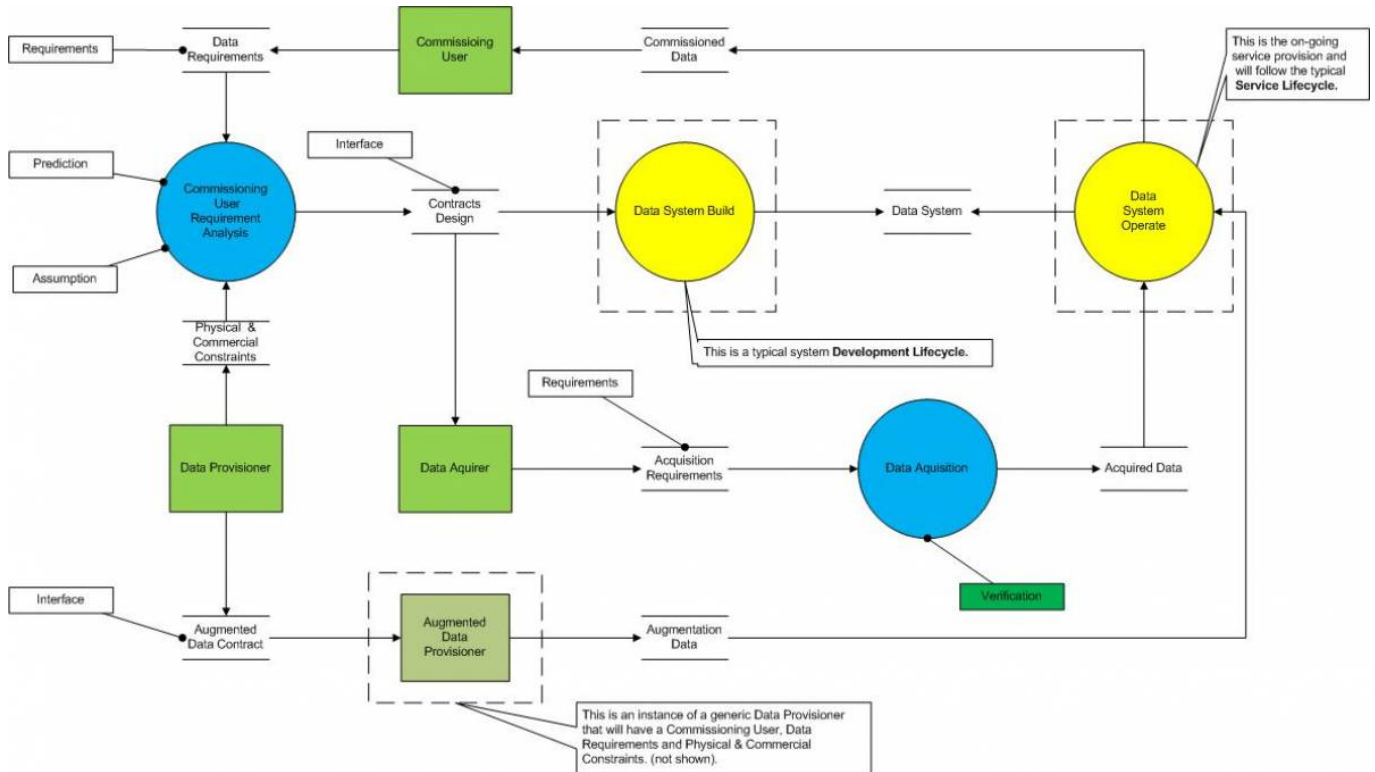 Requirements
Data
Requirements
Commissioing
User
Commissioned
Data
This is the on-going
service provision and
will follow the typical
Service Lifecycle.
Prediction
Interface
Commissioning
User
Requirement
Analysis
Contracts
Design
Data System Build
Data System
Data
System
Operate
Assumption
Physical &
Commercial
Constraints
This is a typical system Development Lifecycle.
Requirements
Data Provisioner
Data Aquirer
Acquisition
Requirements
Data Aquisition
Acquired Data
Interface
Verification
Augmented
Data Contract
Augmented
Data
Provisioner
Augmentation
Data
This is an instance of a generic Data Provisioner
that will have a Commissioning User, Data
Requirements and Physical & Commercial
Constraints. (not shown).